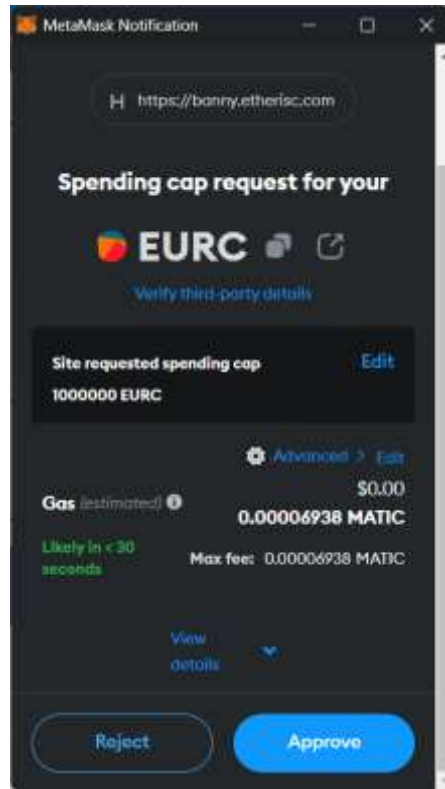 MetaMask Notification
H https://banny.etherisc.com
Spending cap request for your
EURC
Verify third-party details
Site requested spending cap Edit
1000000 EURC
Advanced > Edit
$0.00
Gas (estimated)
0.00006938 MATIC
Likely in < 30
seconds
Max fee: 0.00006938 MATIC
View
details
Reject Approve